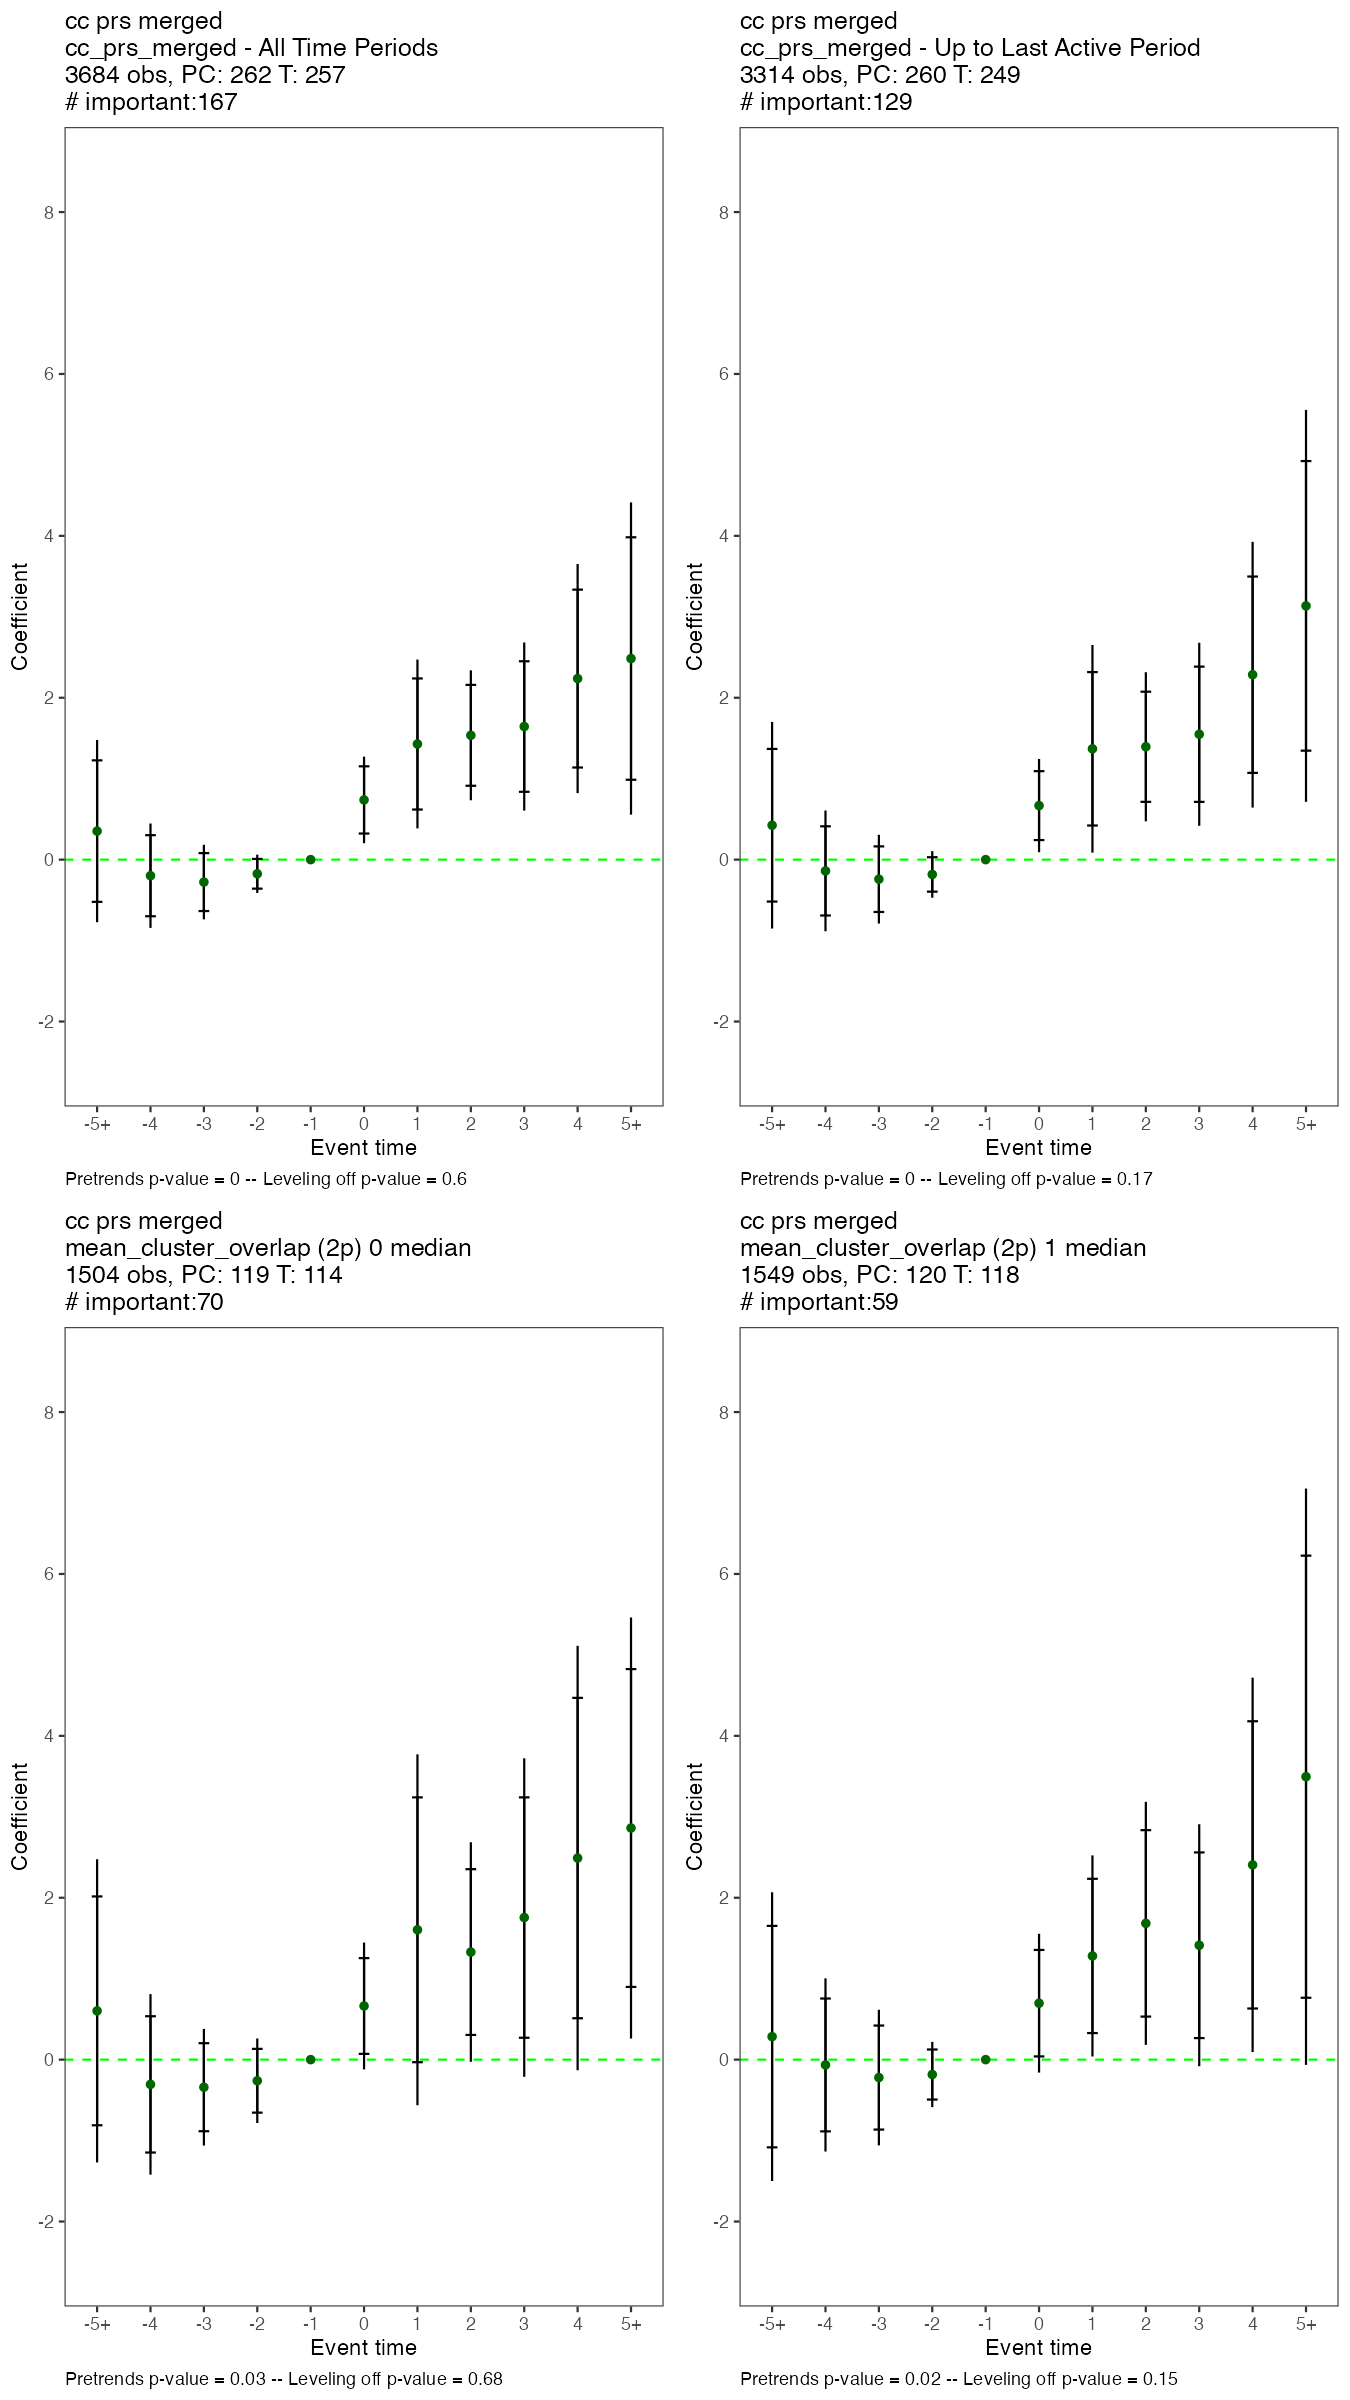 cc prs merged
cc_prs_merged - All Time Periods
3684 obs, PC: 262 T: 257
# important:167
Coefficient
8
6
4
2
0
-2
-5+ -4 -3 -2 -1 0 1 2 3 4 5+
Event time
Pretrends p-value = 0 -- Leveling off p-value = 0.6
cc prs merged
cc_prs_merged - Up to Last Active Period
3314 obs, PC: 260 T: 249
# important:129
Coefficient
8
6
4
2
0
-2
-5+ -4 -3 -2 -1 0 1 2 3 4 5+
Event time
Pretrends p-value = 0 -- Leveling off p-value = 0.17
cc prs merged
mean_cluster_overlap (2p) 0 median
1504 obs, PC: 119 T: 114
# important:70
Coefficient
8
6
4
2
0
-2
-5+ -4 -3 -2 -1 0 1 2 3 4 5+
Event time
Pretrends p-value = 0.03 -- Leveling off p-value = 0.68
cc prs merged
mean_cluster_overlap (2p) 1 median
1549 obs, PC: 120 T: 118
# important:59
Coefficient
8
6
4
2
0
-2
-5+ -4 -3 -2 -1 0 1 2 3 4 5+
Event time
Pretrends p-value = 0.02 -- Leveling off p-value = 0.15